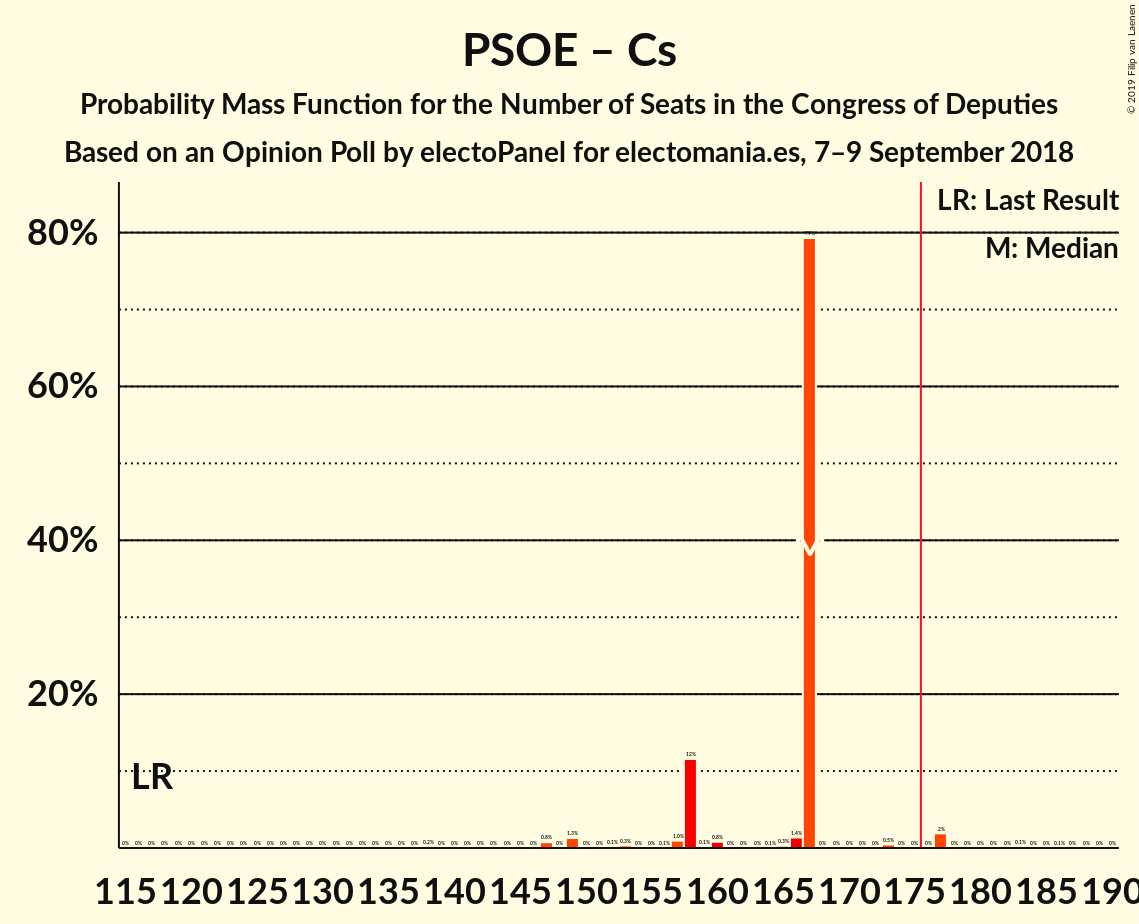 PSOE – Cs
Probability Mass Function for the Number of Seats in the Congress of Deputies
Based on an Opinion Poll by electoPanel for electomania.es, 7–9 September 2018
© 2019 Filip van Laenen
LR: Last Result
M: Median
80%
60%
40%
20%
LR
M
115 120 125 130 135 140 145 150 155 160 165 170 175 180 185 190